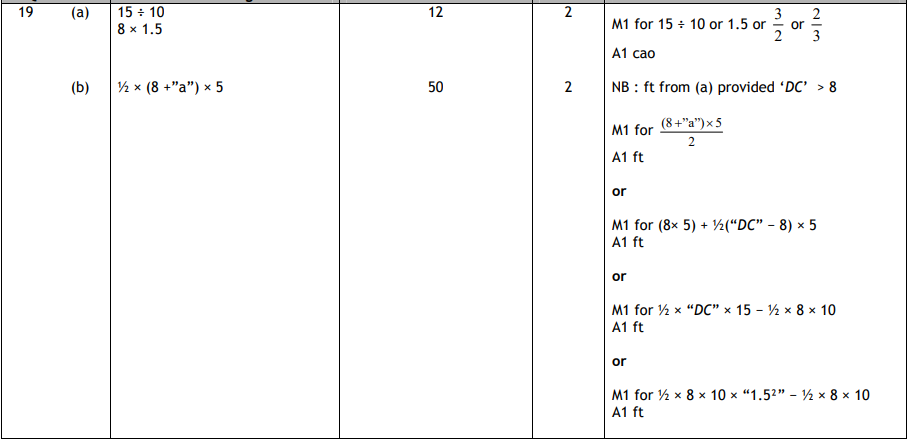 19 (a) 15 ÷ 10 12 2 M1 for 15 ÷ 10 or 1.5 or 3/2 or 2/3
8 × 1.5
A1 cao
(b) ½ × (8 +”a”) × 5 50 2 NB : ft from (a) provided ‘DC’ > 8
M1 for (8+”a”)×5/2
A1 ft
or
M1 for (8× 5) + ½(“DC” – 8) × 5
A1 ft
or
M1 for ½ × “DC” × 15 – ½ × 8 × 10
A1 ft
or
M1 for ½ × 8 × 10 × “1.5²” – ½ × 8 × 10
A1 ft